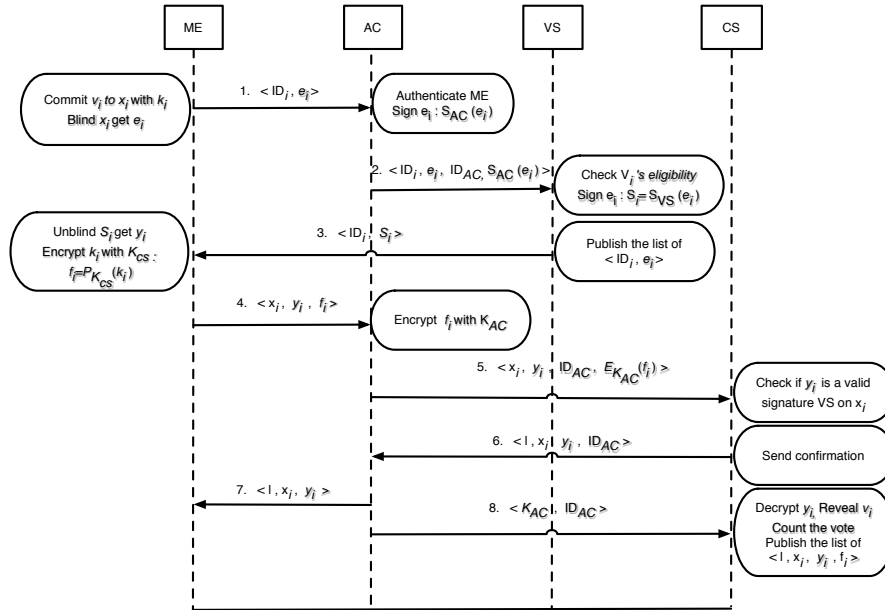 ME AC VS CS
Commit v_i to x_i with k_i
Blind x_i get e_i
1. < ID_i , e_i >
Authenticate ME
Sign e_i : S_AC (e_i)
2. < ID_i , e_i , ID_AC, S_AC (e_i) >
Check V_i 's eligibility
Sign e_i : S_i = S_VS (e_i)
Unblind S_i get y_i
Encrypt k_i with K_cs :
f_i=P_K_cs (k_i)
3. < ID_i , S_i >
Publish the list of
< ID_i , e_i >
4. < x_i , y_i , f_i >
Encrypt f_i with K_AC
5. < x_i , y_i , ID_AC , E_K_AC (f_i) >
Check if y_i is a valid
signature VS on x_i
6. < l , x_i , y_i , ID_AC >
Send confirmation
7. < l , x_i , y_i >
8. < K_AC , ID_AC >
Decrypt y_i, Reveal v_i
Count the vote
Publish the list of
< l , x_i , y_i , f_i >